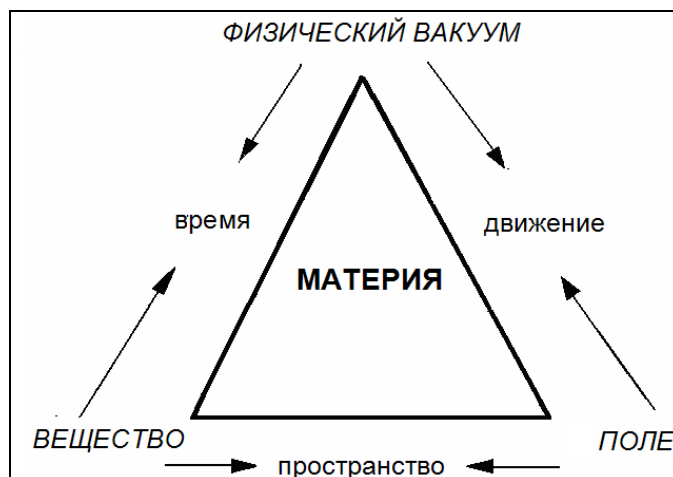 ФИЗИЧЕСКИЙ ВАКУУМ
время
движение
МАТЕРИЯ
ВЕЩЕСТВО
ПОЛЕ
пространство